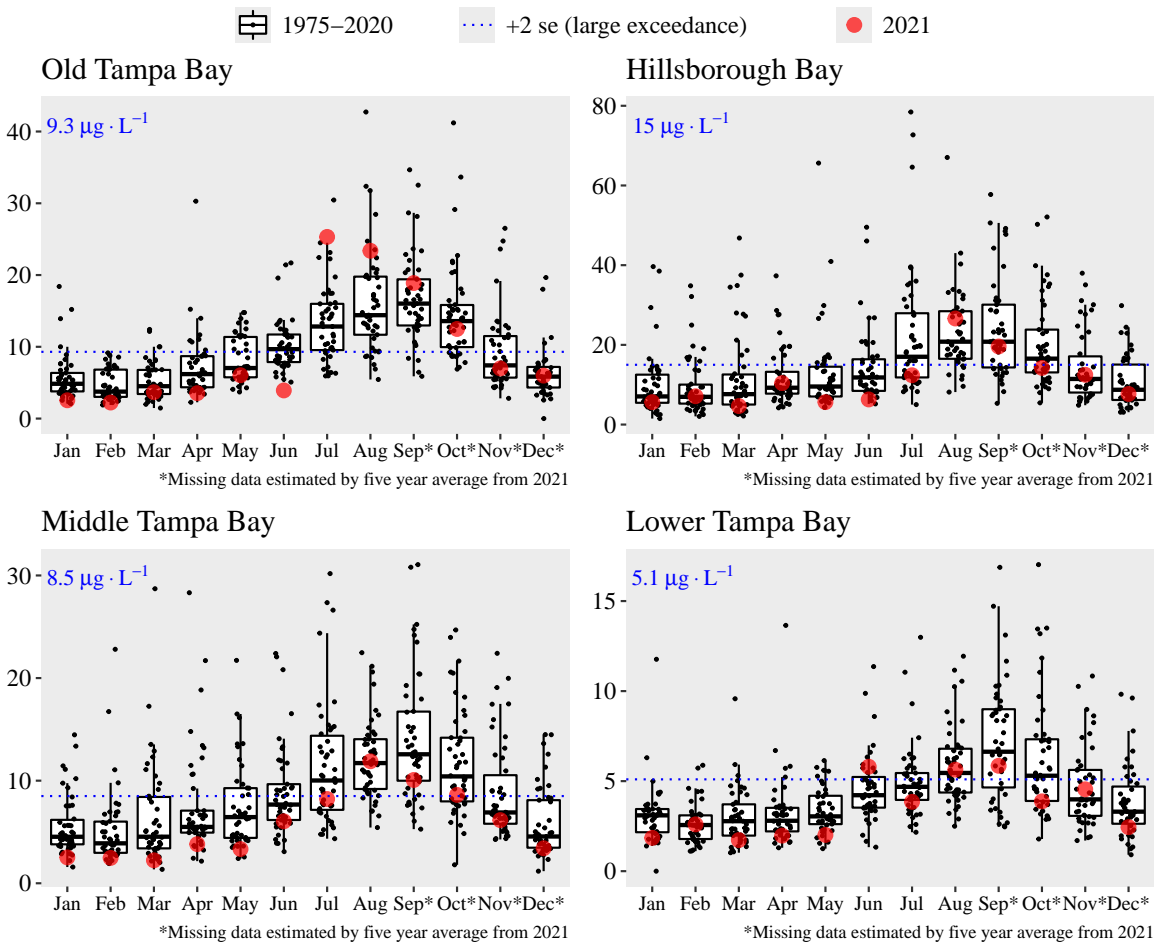 1975−2020 +2 se (large exceedance) 2021
Old Tampa Bay
9.3 μg · L⁻¹
40
30
20
10
0
Jan Feb Mar Apr May Jun Jul Aug Sep* Oct* Nov* Dec*
*Missing data estimated by five year average from 2021
Hillsborough Bay
15 μg · L⁻¹
80
60
40
20
0
Jan Feb Mar Apr May Jun Jul Aug Sep* Oct* Nov* Dec*
*Missing data estimated by five year average from 2021
Middle Tampa Bay
8.5 μg · L⁻¹
30
20
10
0
Jan Feb Mar Apr May Jun Jul Aug Sep* Oct* Nov* Dec*
*Missing data estimated by five year average from 2021
Lower Tampa Bay
5.1 μg · L⁻¹
15
10
5
0
Jan Feb Mar Apr May Jun Jul Aug Sep* Oct* Nov* Dec*
*Missing data estimated by five year average from 2021